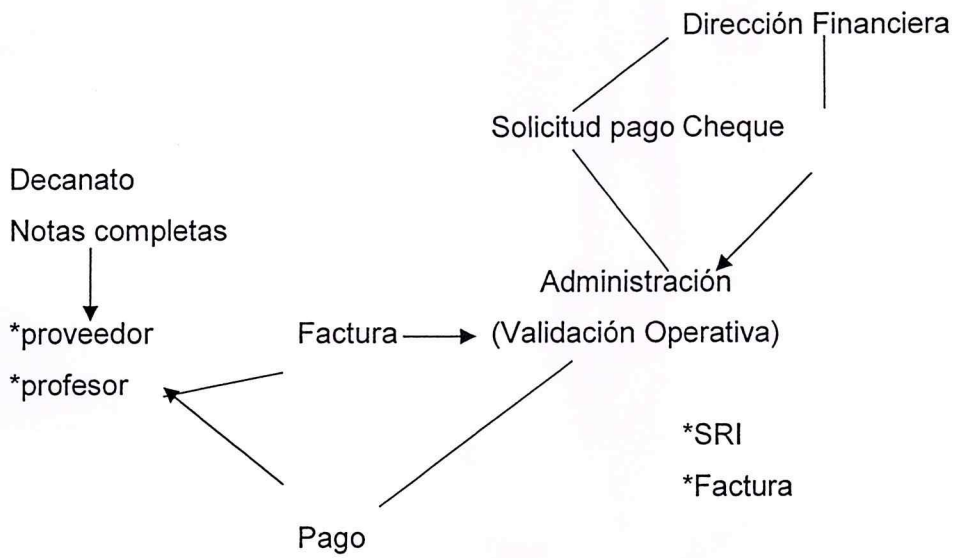 Dirección Financiera
Solicitud pago Cheque
Decanato
Notas completas
Administración
*proveedor
Factura
(Validación Operativa)
*profesor
*SRI
*Factura
Pago